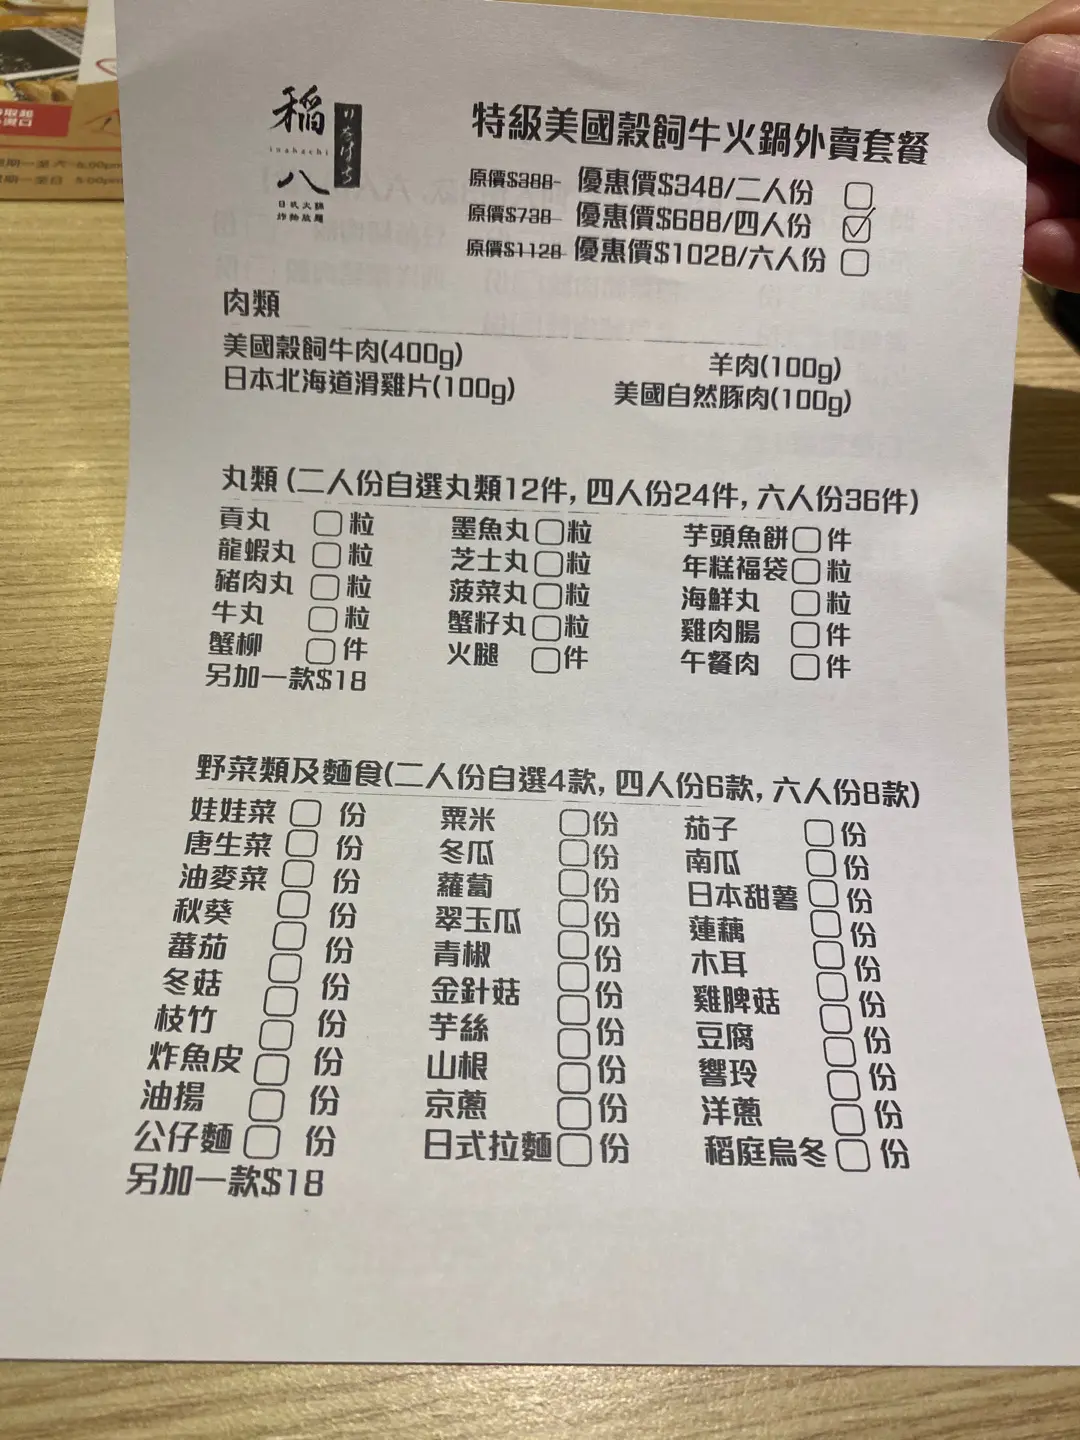 稻
inahachi
八
日式火鍋
炸物放題
特級美國穀飼牛火鍋外賣套餐
原價$388 優惠價$348/二人份
原價$738 優惠價$688/四人份
原價$1128 優惠價$1028/六人份
肉類
美國穀飼牛肉(400g) 羊肉(100g)
日本北海道滑雞片(100g) 美國自然豚肉(100g)
丸類 (二人份自選丸類12件, 四人份24件, 六人份36件)
貢丸 粒 墨魚丸 粒 芋頭魚餅 件
龍蝦丸 粒 芝士丸 粒 年糕福袋 粒
豬肉丸 粒 菠菜丸 粒 海鮮丸 粒
牛丸 粒 蟹籽丸 粒 雞肉腸 件
蟹柳 件 火腿 件 午餐肉 件
另加一款$18
野菜類及麵食(二人份自選4款, 四人份6款, 六人份8款)
娃娃菜 份 粟米 份 茄子 份
唐生菜 份 冬瓜 份 南瓜 份
油麥菜 份 蘿蔔 份 日本甜薯 份
秋葵 份 翠玉瓜 份 蓮藕 份
蕃茄 份 青椒 份 木耳 份
冬菇 份 金針菇 份 雞脾菇 份
枝竹 份 芋絲 份 豆腐 份
炸魚皮 份 山根 份 響玲 份
油揚 份 京蔥 份 洋蔥 份
公仔麵 份 日式拉麵 份 稻庭烏冬 份
另加一款$18